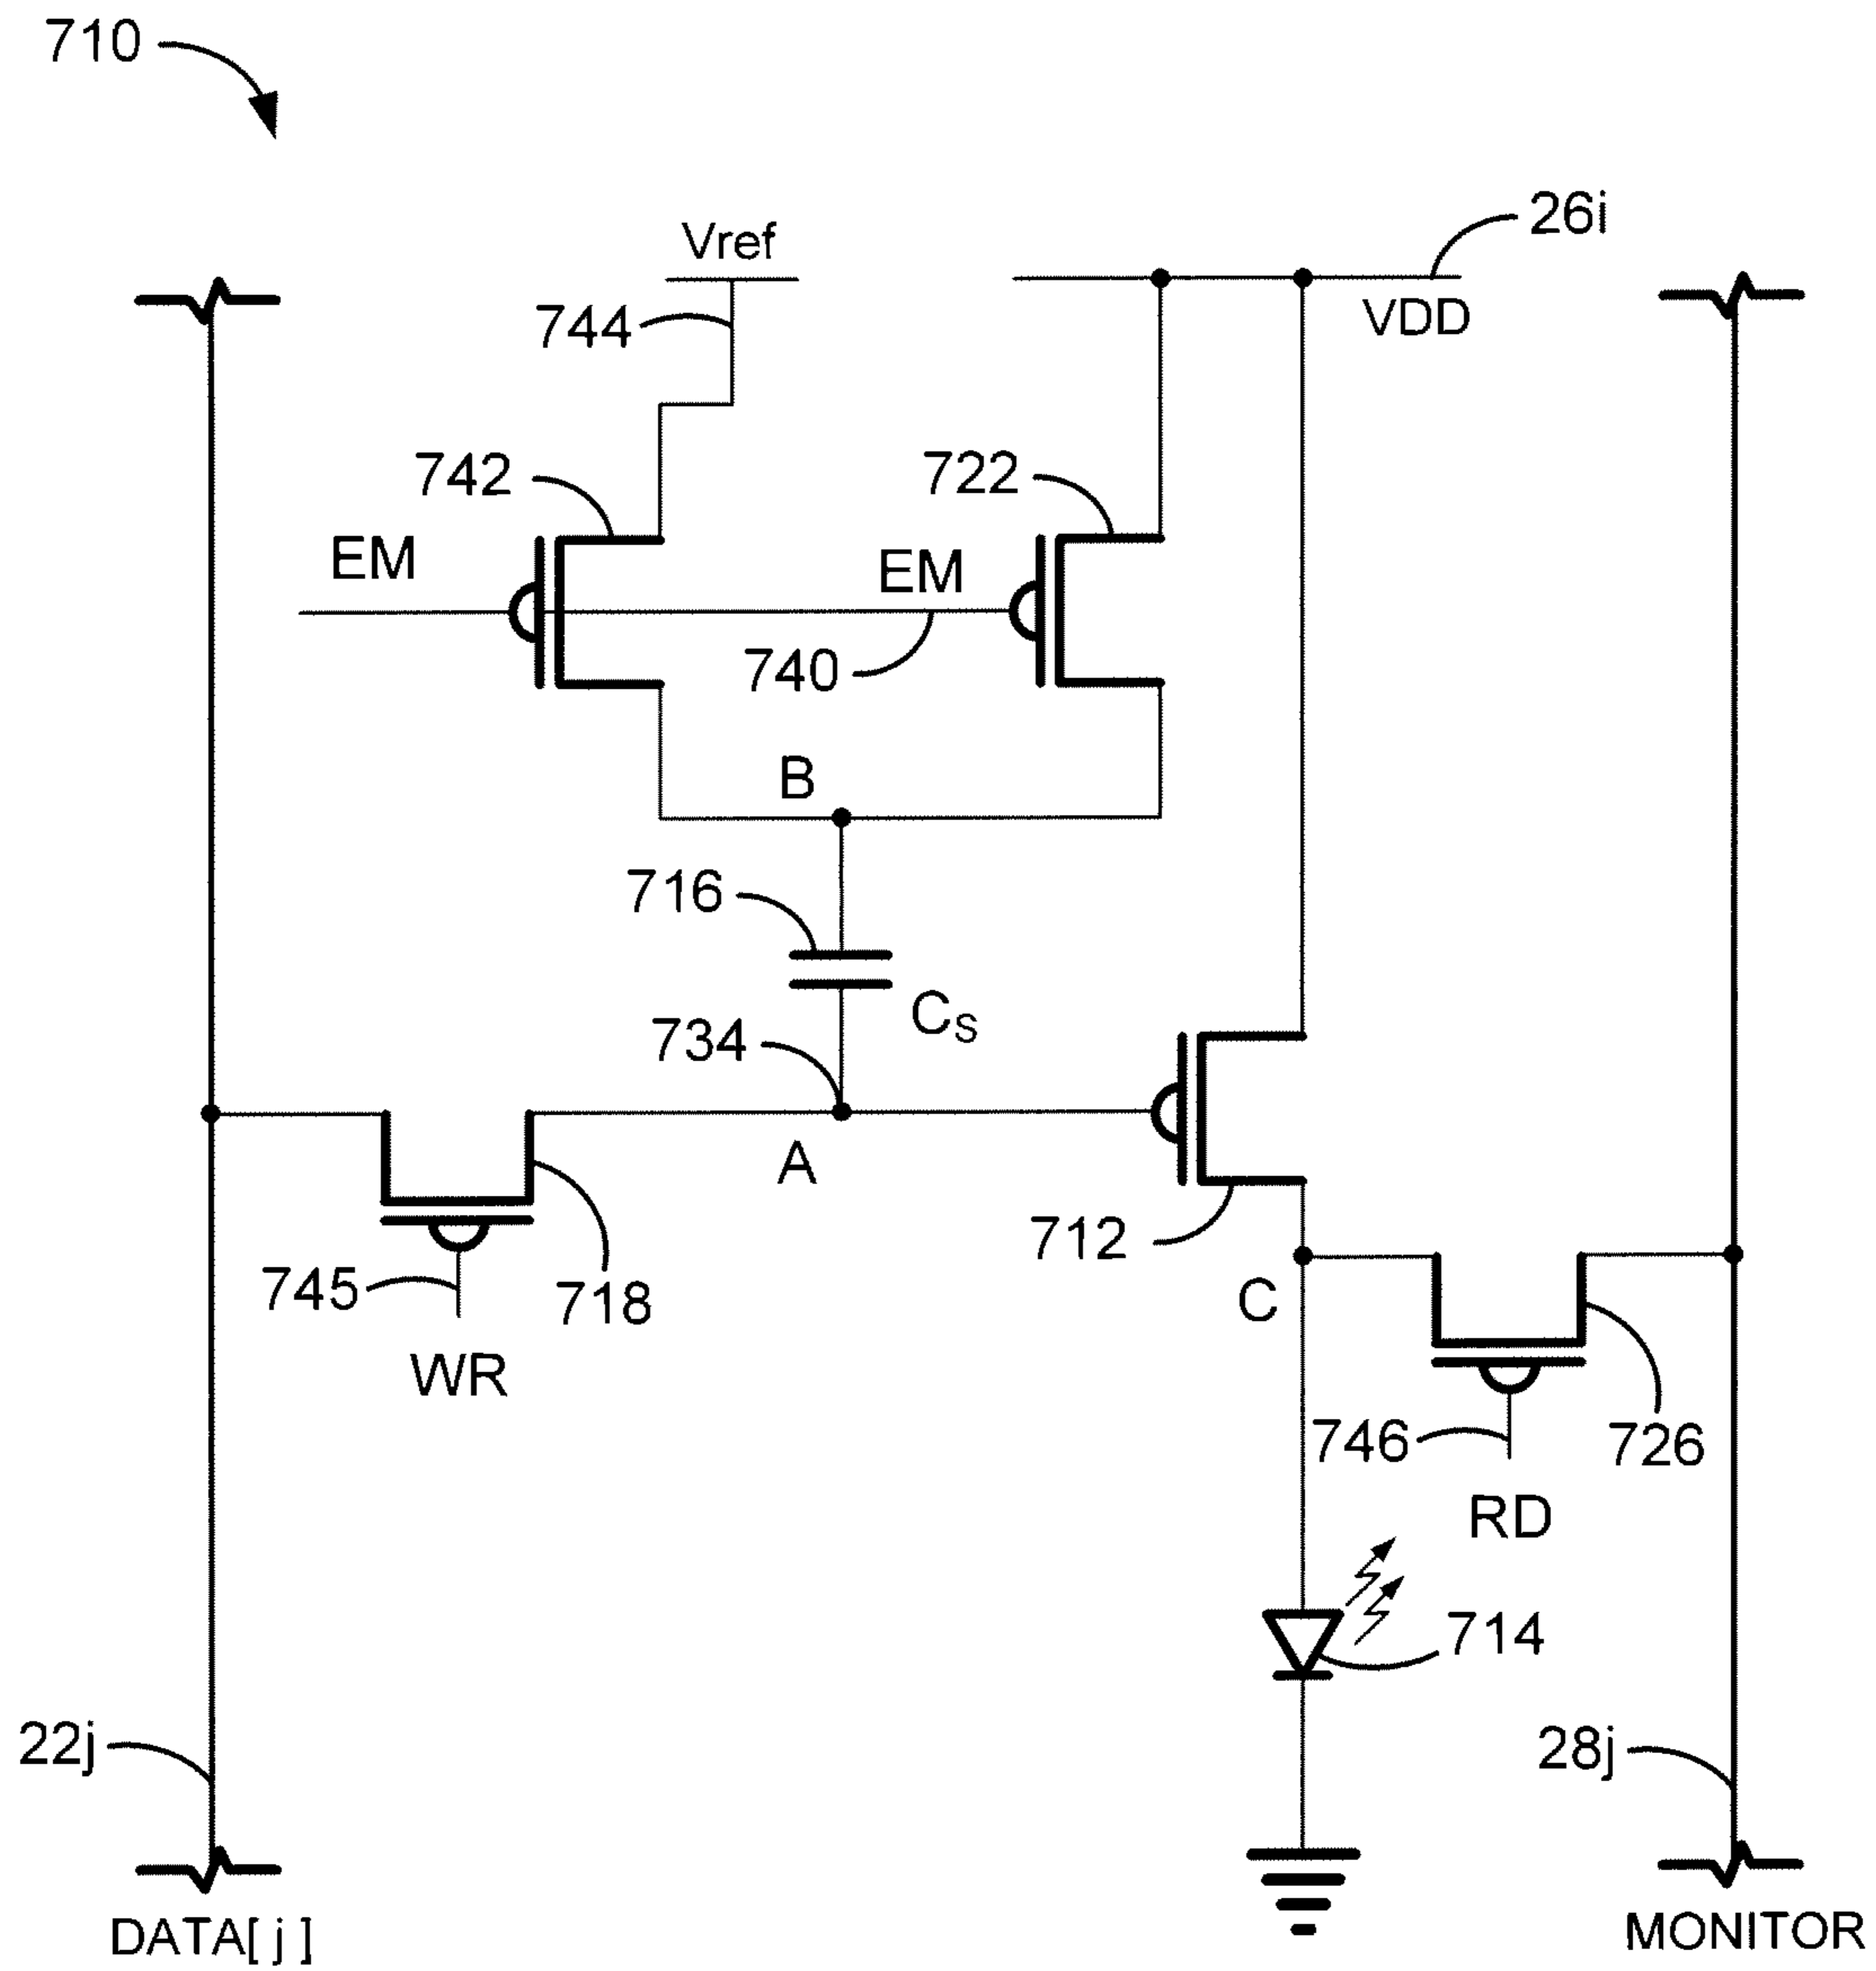 710
26i
Vref
VDD
744
742
722
EM
EM
740
B
716
CS
734
A
712
745
718
C
WR
746
726
RD
714
22j
28j
DATA[ j ]
MONITOR